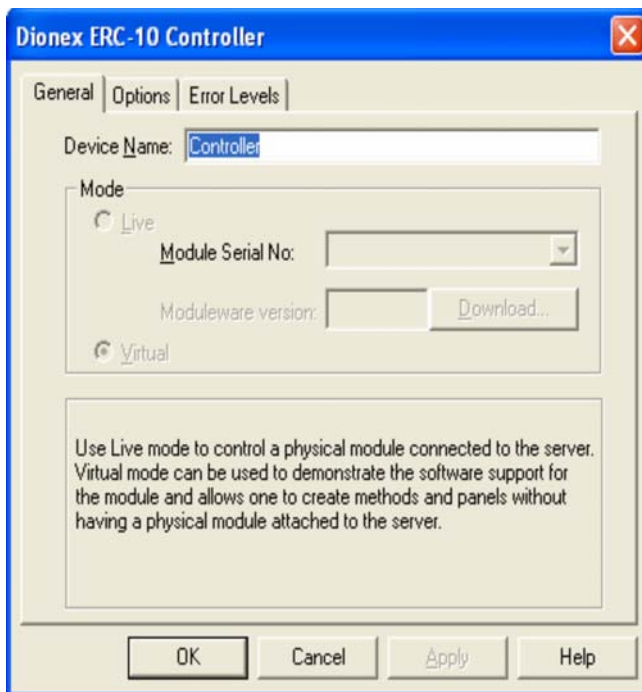 Dionex ERC-10 Controller
General Options Error Levels
Device Name: Controller
Mode
Live
Module Serial No:
Moduleware version: Download...
Virtual
Use Live mode to control a physical module connected to the server.
Virtual mode can be used to demonstrate the software support for
the module and allows one to create methods and panels without
having a physical module attached to the server.
OK Cancel Apply Help